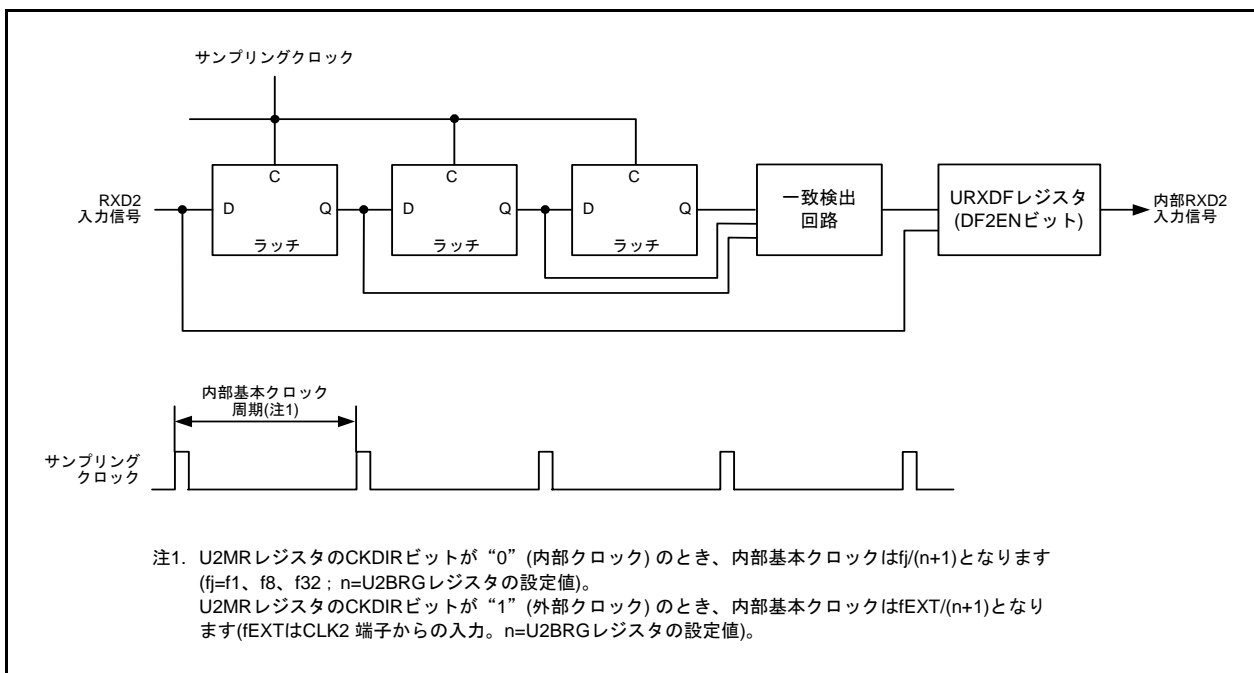 サンプリングクロック
C
C
C
RXD2
入力信号
D
Q
D
Q
D
Q
ラッチ
ラッチ
ラッチ
一致検出
回路
URXDFレジスタ
(DF2ENビット)
内部RXD2
入力信号
内部基本クロック
周期(注1)
サンプリング
クロック
注1. U2MRレジスタのCKDIRビットが“0”(内部クロック) のとき、内部基本クロックはfj/(n+1)となります
(fj=f1、f8、f32 ; n=U2BRGレジスタの設定値)。
U2MRレジスタのCKDIRビットが“1”(外部クロック) のとき、内部基本クロックはfEXT/(n+1)となり
ます(fEXTはCLK2 端子からの入力。n=U2BRGレジスタの設定値)。